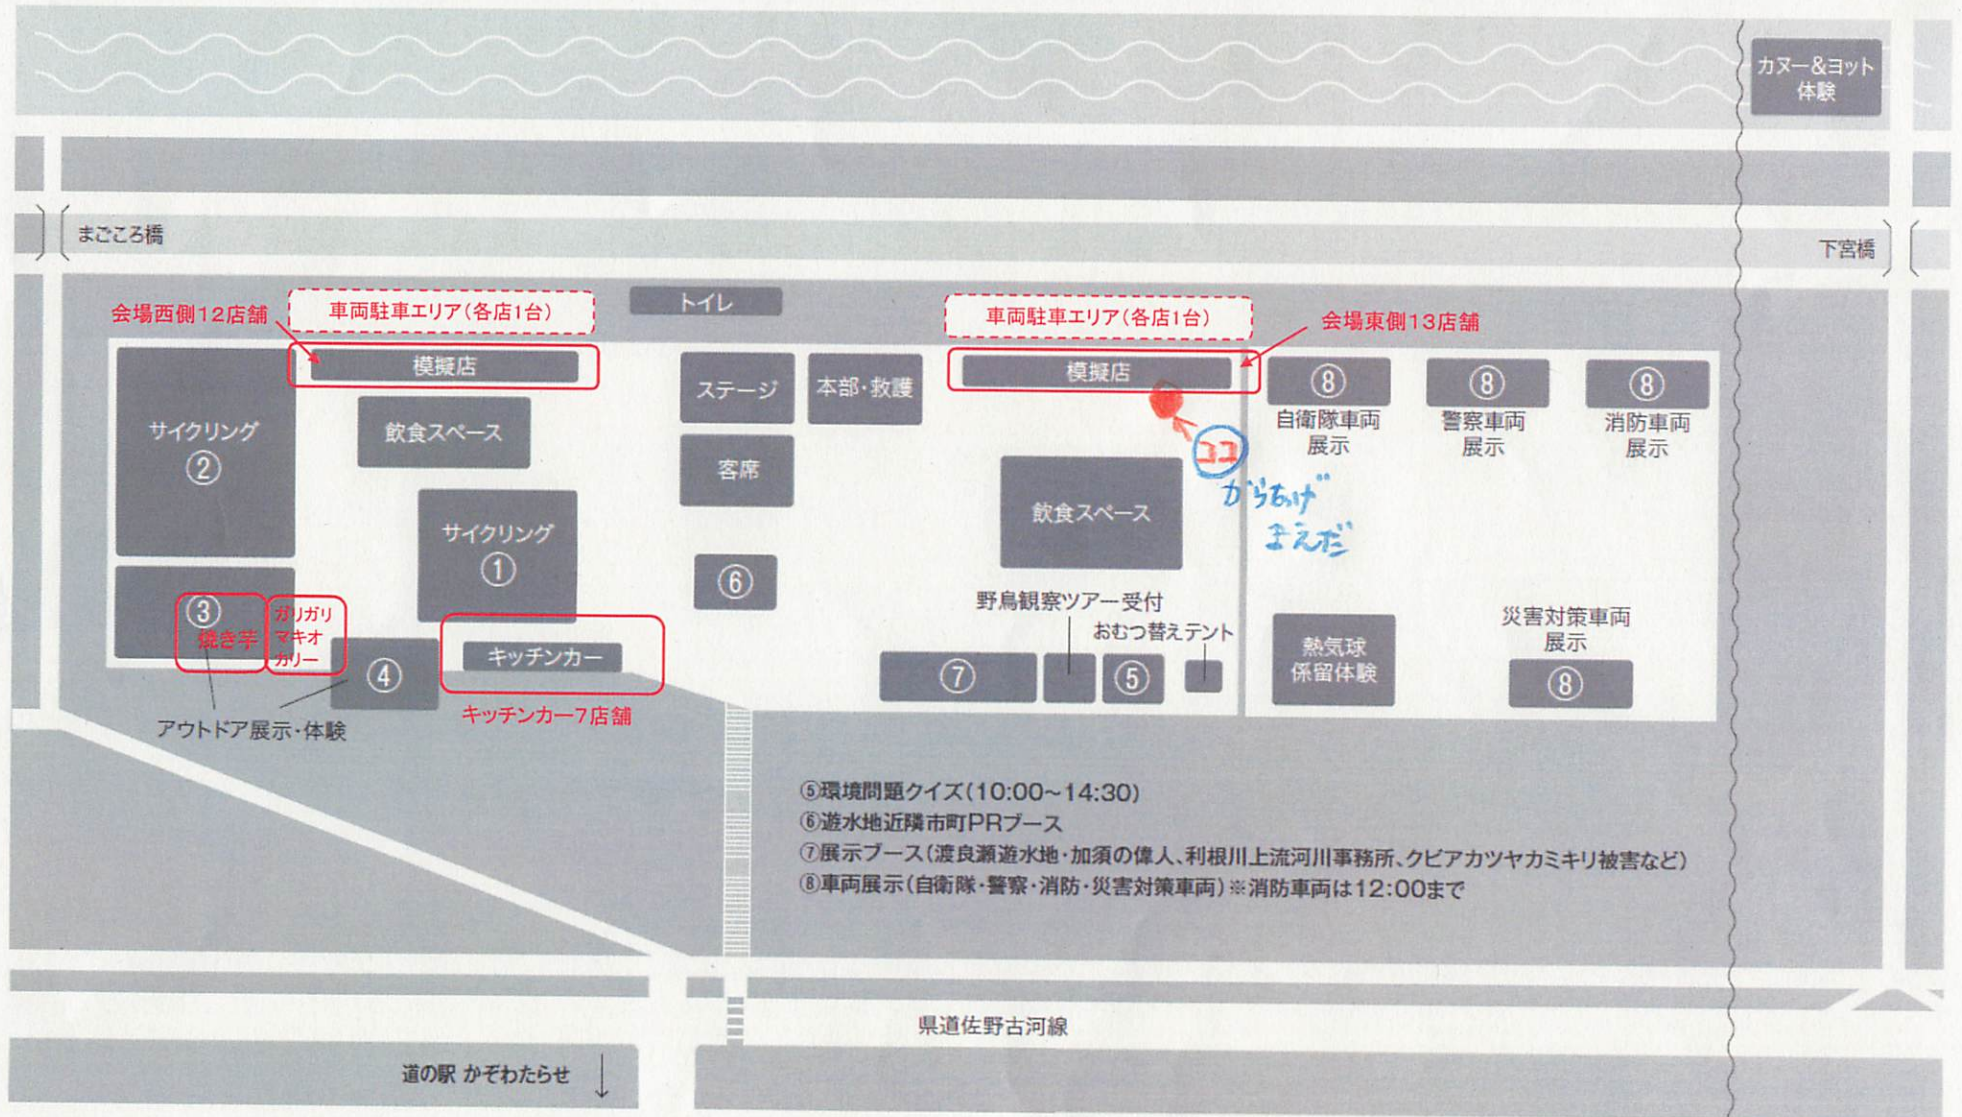 カヌー&ヨット
体験
まごころ橋
下宮橋
会場西側12店舗
車両駐車エリア(各店1台)
トイレ
車両駐車エリア(各店1台)
会場東側13店舗
模擬店
ステージ
本部・救護
模擬店
⑧
自衛隊車両
展示
⑧
警察車両
展示
⑧
消防車両
展示
サイクリング
②
飲食スペース
客席
ココ
からあげ
まえだ
サイクリング
①
飲食スペース
⑥
野鳥観察ツアー受付
おむつ替えテント
③
焼き芋
ガリガリ
マキオ
カリー
④
キッチンカー
キッチンカー7店舗
アウトドア展示・体験
⑦
⑤
熱気球
係留体験
災害対策車両
展示
⑧
⑤環境問題クイズ(10:00〜14:30)
⑥遊水地近隣市町PRブース
⑦展示ブース(渡良瀬遊水地・加須の偉人、利根川上流河川事務所、クビアカツヤカミキリ被害など)
⑧車両展示(自衛隊・警察・消防・災害対策車両)※消防車両は12:00まで
県道佐野古河線
道の駅 かぞわたらせ